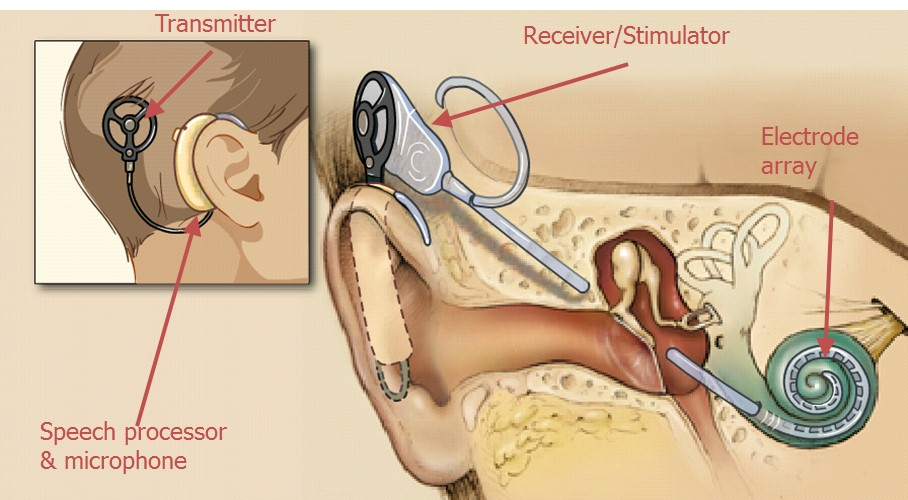 Transmitter
Receiver/Stimulator
Electrode
array
Speech processor
& microphone